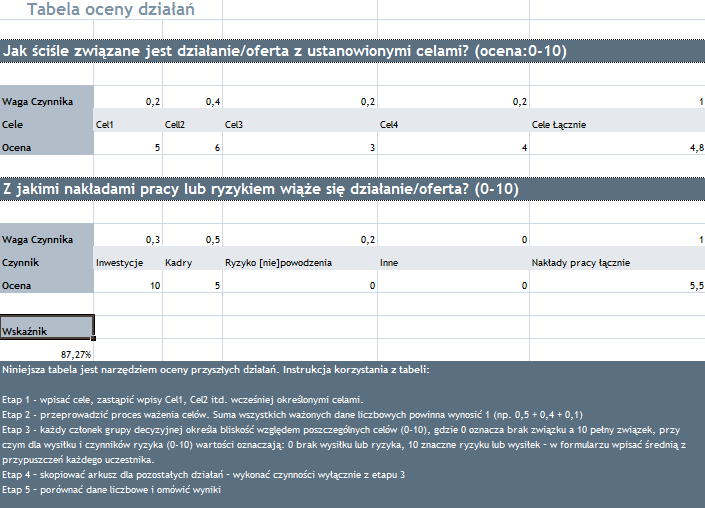 Tabela oceny działań
Jak ściśle związane jest działanie/oferta z ustanowionymi celami? (ocena:0-10)
Waga Czynnika 0,2 0,4 0,2 0,2 1
Cele Cel1 Cell2 Cel3 Cel4 Cele Łącznie
Ocena 5 6 3 4 4,8
Z jakimi nakładami pracy lub ryzykiem wiąże się działanie/oferta? (0-10)
Waga Czynnika 0,3 0,5 0,2 0 1
Czynnik Inwestycje Kadry Ryzyko [nie]powodzenia Inne Nakłady pracy łącznie
Ocena 10 5 0 0 5,5
Wskaźnik
87,27%
Niniejsza tabela jest narzędziem oceny przyszłych działań. Instrukcja korzystania z tabeli:
Etap 1 - wpisać cele, zastąpić wpisy Cel1, Cel2 itd. wcześniej określonymi celami.
Etap 2 - przeprowadzić proces ważenia celów. Suma wszystkich ważonych dane liczbowych powinna wynosić 1 (np. 0,5 + 0,4 + 0,1)
Etap 3 - każdy członek grupy decyzyjnej określa bliskość względem poszczególnych celów (0-10), gdzie 0 oznacza brak związku a 10 pełny związek, przy
czym dla wysiłku i czynników ryzyka (0-10) wartości oznaczają: 0 brak wysiłku lub ryzyka, 10 znaczne ryzyku lub wysiłek - w formularzu wpisać średnią z
przypuszczeń każdego uczestnika.
Etap 4 - skopiować arkusz dla pozostałych działań - wykonać czynności wyłącznie z etapu 3
Etap 5 - porównać dane liczbowe i omówić wyniki